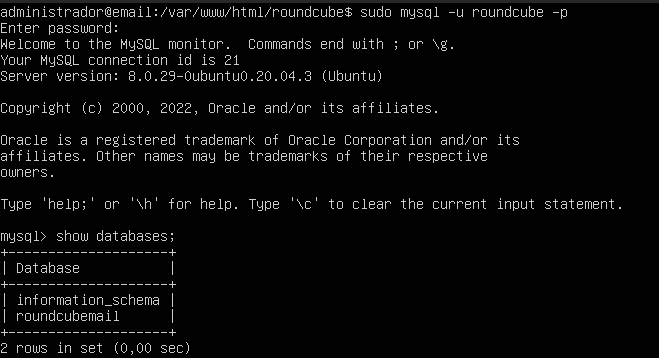 administrador@email:/var/www/html/roundcube$ sudo mysql -u roundcube -p
Enter password:
Welcome to the MySQL monitor.  Commands end with ; or \g.
Your MySQL connection id is 21
Server version: 8.0.29-0ubuntu0.20.04.3 (Ubuntu)

Copyright (c) 2000, 2022, Oracle and/or its affiliates.

Oracle is a registered trademark of Oracle Corporation and/or its
affiliates. Other names may be trademarks of their respective
owners.

Type 'help;' or '\h' for help. Type '\c' to clear the current input statement.

mysql> show databases;
+--------------------+
| Database           |
+--------------------+
| information_schema |
| roundcubemail      |
+--------------------+
2 rows in set (0,00 sec)